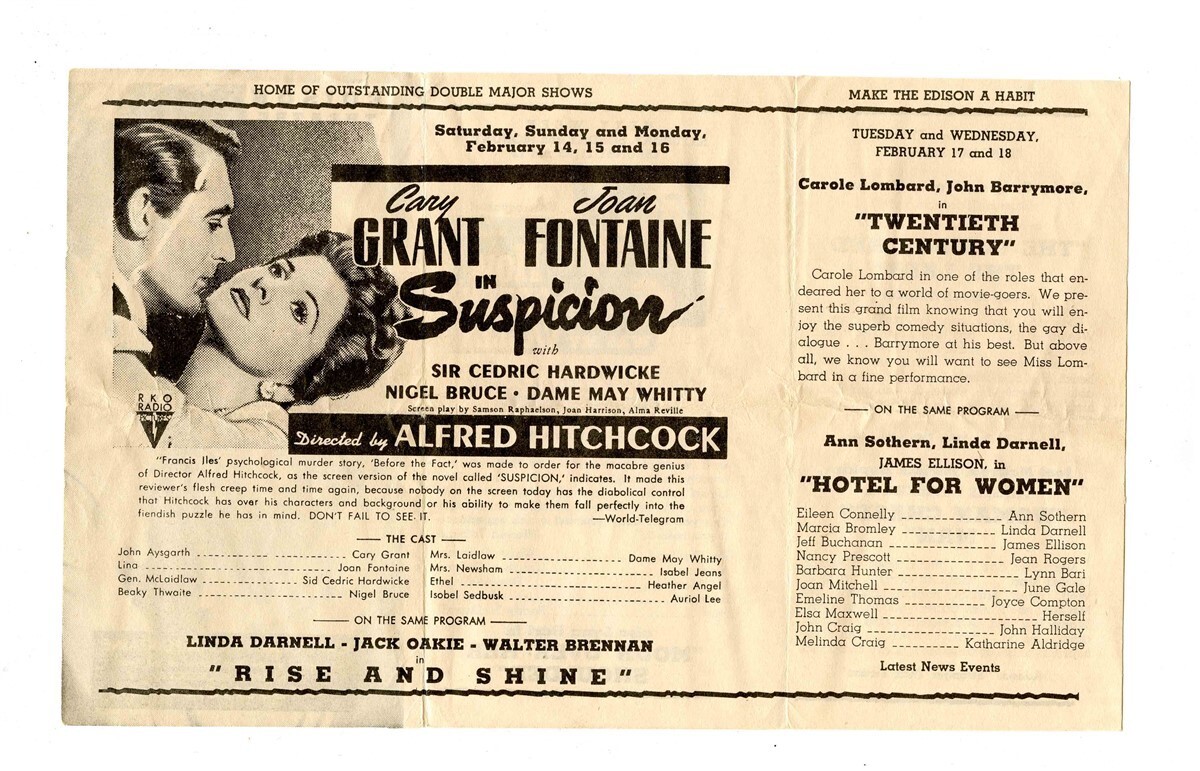 HOME OF OUTSTANDING DOUBLE MAJOR SHOWS
Saturday, Sunday and Monday,
February 14, 15 and 16
Cary Joan
GRANT FONTAINE
IN
Suspicion
with
SIR CEDRIC HARDWICKE
NIGEL BRUCE · DAME MAY WHITTY
Screen play by Samson Raphaelson, Joan Harrison, Alma Reville
RKO
RADIO
PICTURES
Directed by ALFRED HITCHCOCK
"Francis Iles' psychological murder story, 'Before the Fact,' was made to order for the macabre genius
of Director Alfred Hitchcock, as the screen version of the novel called 'SUSPICION,' indicates. It made this
reviewer's flesh creep time and time again, because nobody on the screen today has the diabolical control
that Hitchcock has over his characters and background or his ability to make them fall perfectly into the
fiendish puzzle he has in mind. DON'T FAIL TO SEE IT. —World-Telegram
THE CAST
John Aysgarth Cary Grant
Lina Joan Fontaine
Gen. McLaidlaw Sid Cedric Hardwicke
Beaky Thwaite Nigel Bruce
Mrs. Laidlaw Dame May Whitty
Mrs. Newsham Isabel Jeans
Ethel Heather Angel
Isobel Sedbusk Auriol Lee
ON THE SAME PROGRAM
LINDA DARNELL - JACK OAKIE - WALTER BRENNAN
in
"RISE AND SHINE"
MAKE THE EDISON A HABIT
TUESDAY and WEDNESDAY,
FEBRUARY 17 and 18
Carole Lombard, John Barrymore,
in
"TWENTIETH
CENTURY"
Carole Lombard in one of the roles that en-
deared her to a world of movie-goers. We pre-
sent this grand film knowing that you will en-
joy the superb comedy situations, the gay di-
alogue . . . Barrymore at his best. But above
all, we know you will want to see Miss Lom-
bard in a fine performance.
ON THE SAME PROGRAM
Ann Sothern, Linda Darnell,
JAMES ELLISON, in
"HOTEL FOR WOMEN"
Eileen Connelly Ann Sothern
Marcia Bromley Linda Darnell
Jeff Buchanan James Ellison
Nancy Prescott Jean Rogers
Barbara Hunter Lynn Bari
Joan Mitchell June Gale
Emeline Thomas Joyce Compton
Elsa Maxwell Herself
John Craig John Halliday
Melinda Craig Katharine Aldridge
Latest News Events